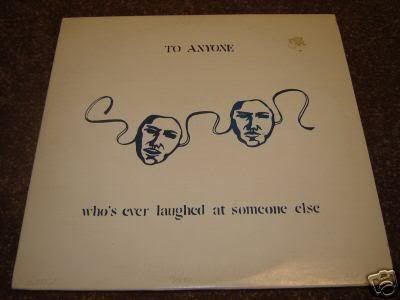 TO ANYONE
who's ever laughed at someone else